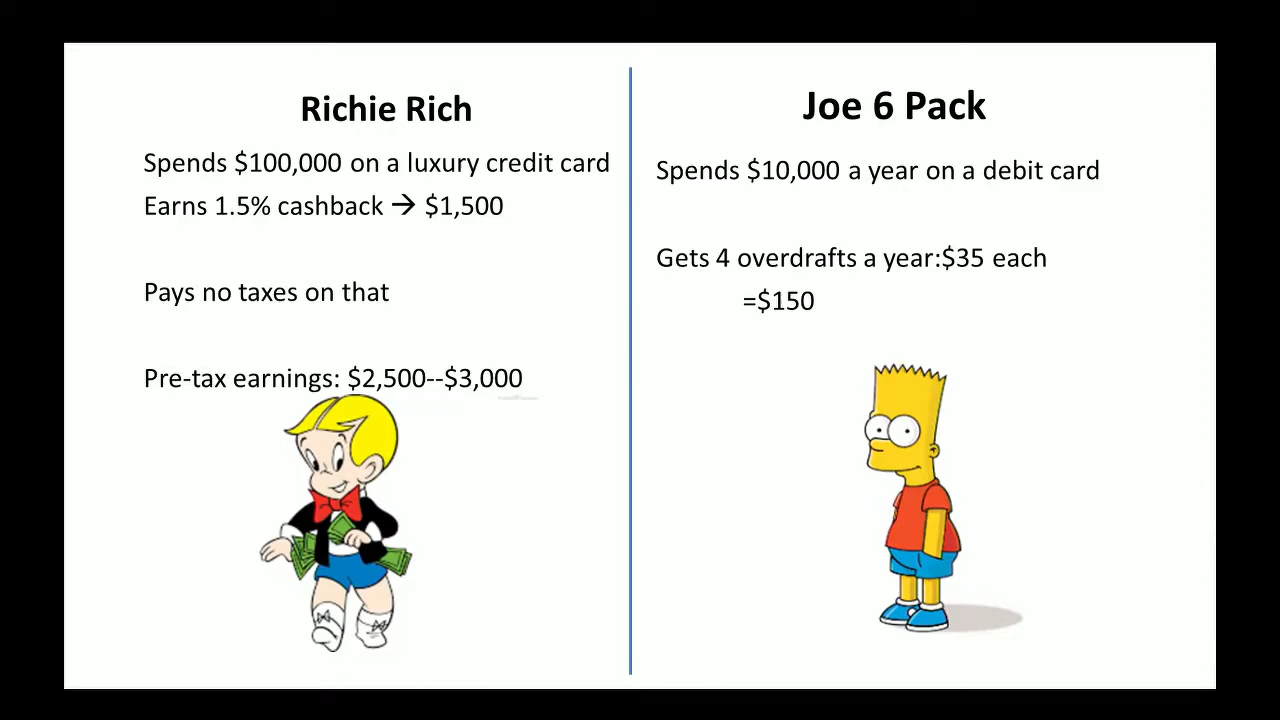 Richie Rich
Spends $100,000 on a luxury credit card
Earns 1.5% cashback → $1,500
Pays no taxes on that
Pre-tax earnings: $2,500--$3,000
Joe 6 Pack
Spends $10,000 a year on a debit card
Gets 4 overdrafts a year:$35 each
=$150